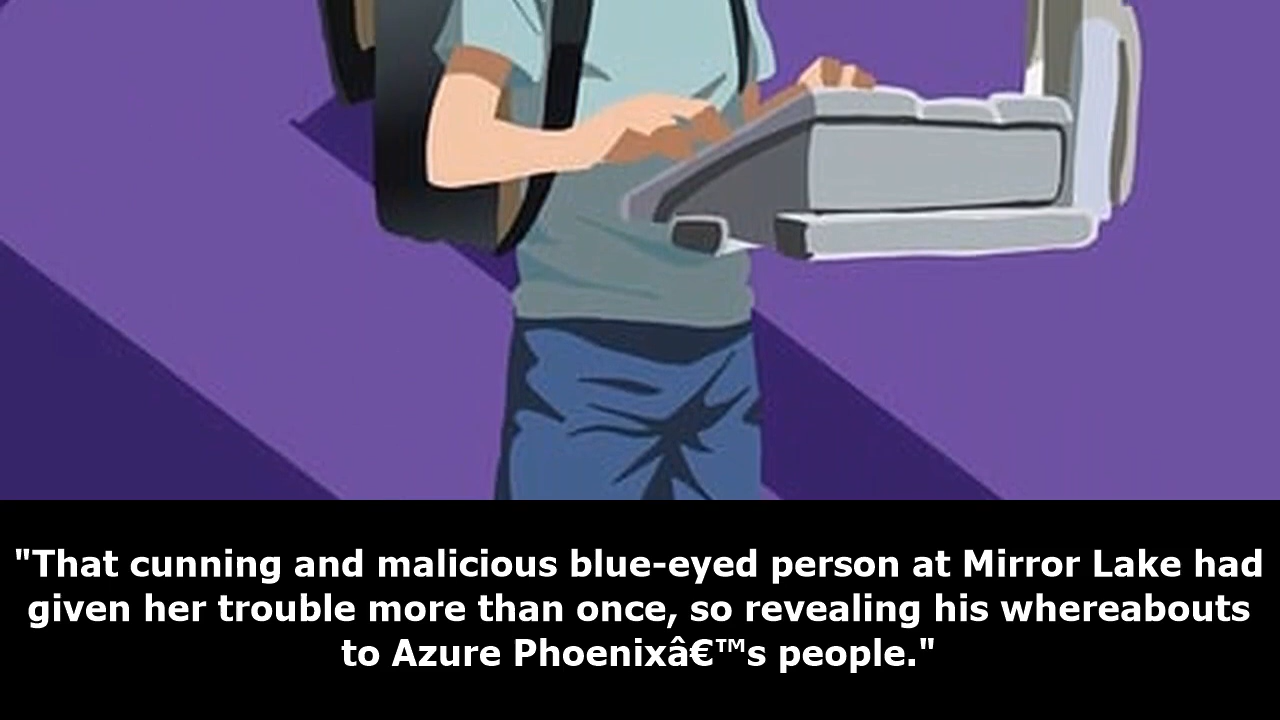 "That cunning and malicious blue-eyed person at Mirror Lake had
given her trouble more than once, so revealing his whereabouts
to Azure Phoenixâ€™s people."